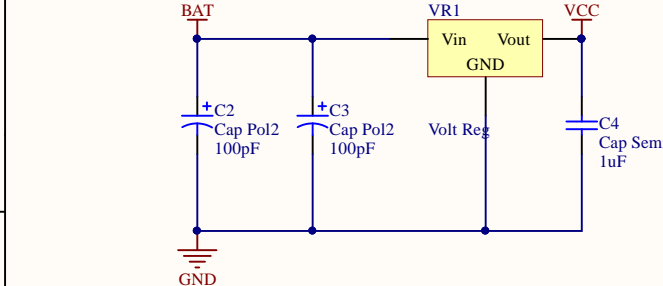 BAT
VR1
VCC
Vin
Vout
GND
+
C2
Cap Pol2
100pF
+
C3
Cap Pol2
100pF
Volt Reg
C4
Cap Sem
1uF
GND